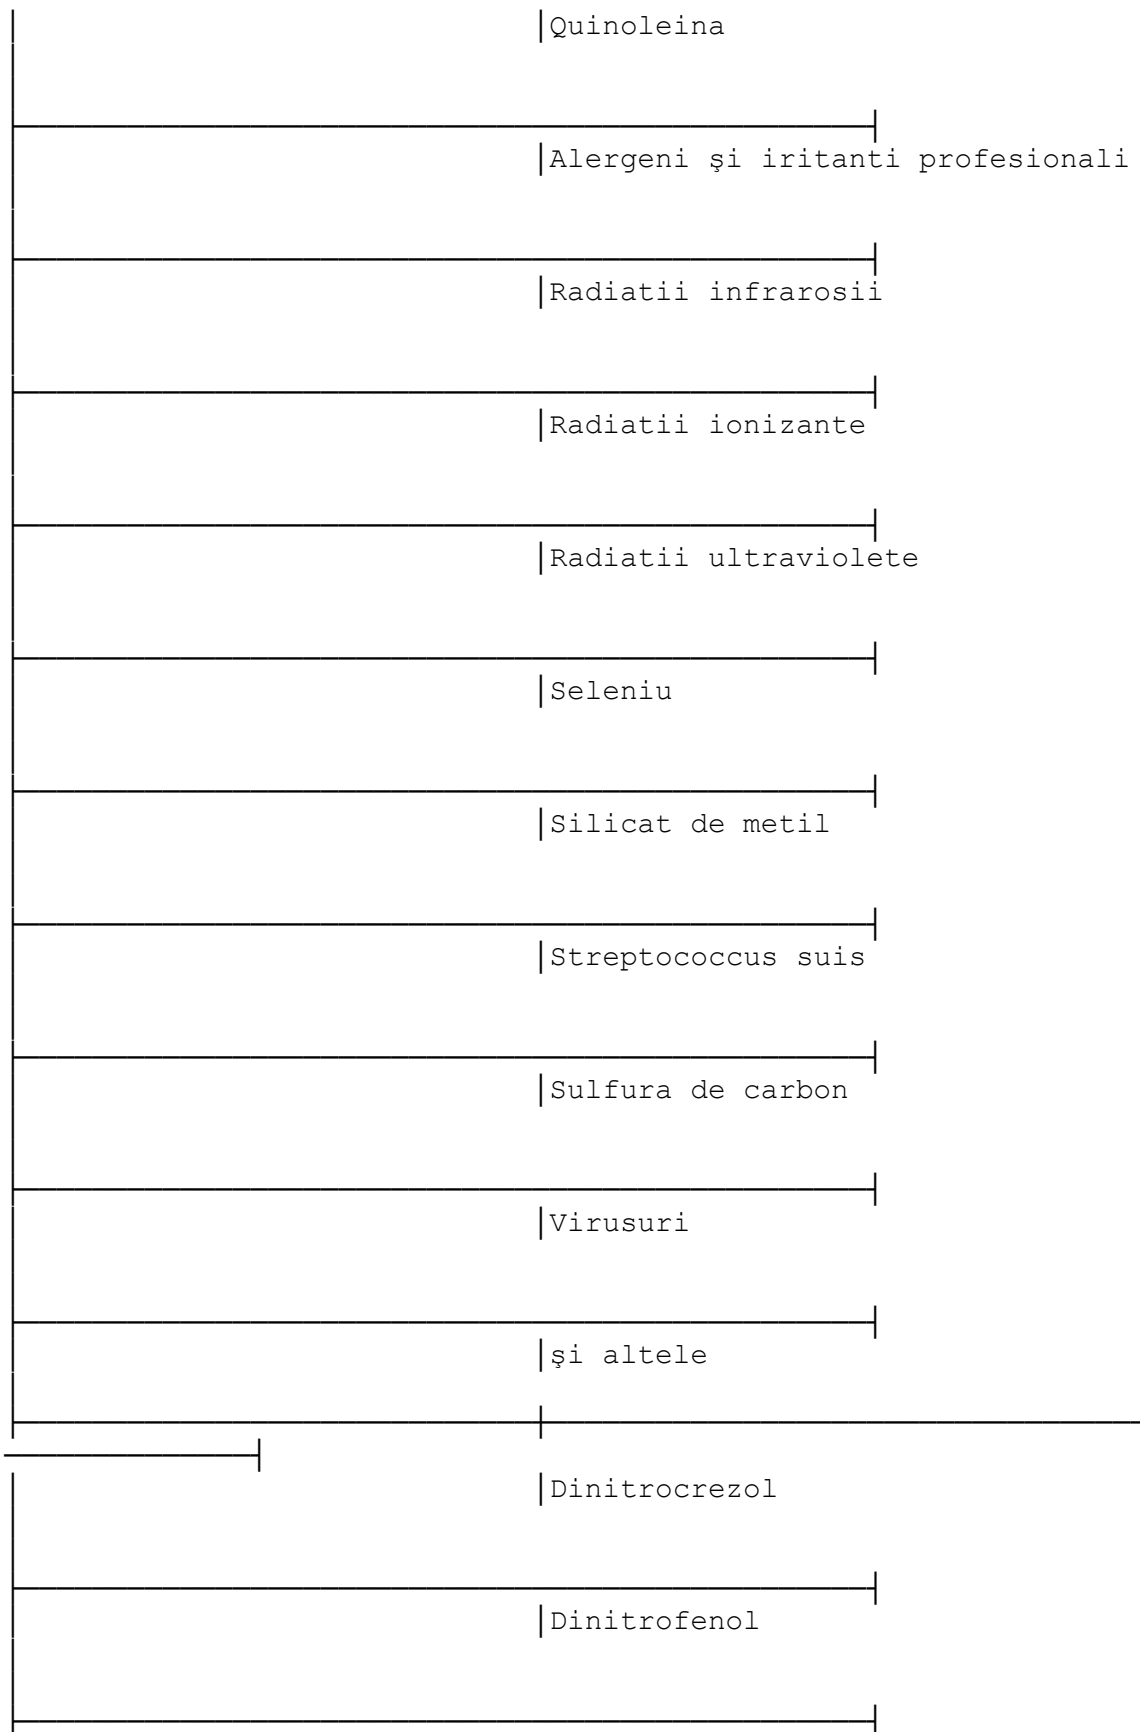 Quinoleina
Alergeni şi iritanti profesionali
Radiatii infrarosii
Radiatii ionizante
Radiatii ultraviolete
Seleniu
Silicat de metil
Streptococcus suis
Sulfura de carbon
Virusuri
şi altele
Dinitrocrezol
Dinitrofenol